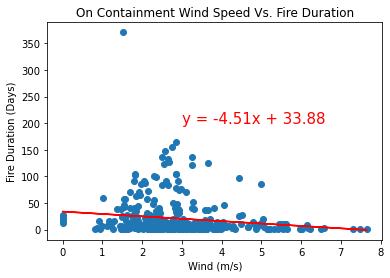 On Containment Wind Speed Vs. Fire Duration
350
300
250
200
150
100
50
0
Fire Duration (Days)
y = -4.51x + 33.88
0 1 2 3 4 5 6 7 8
Wind (m/s)